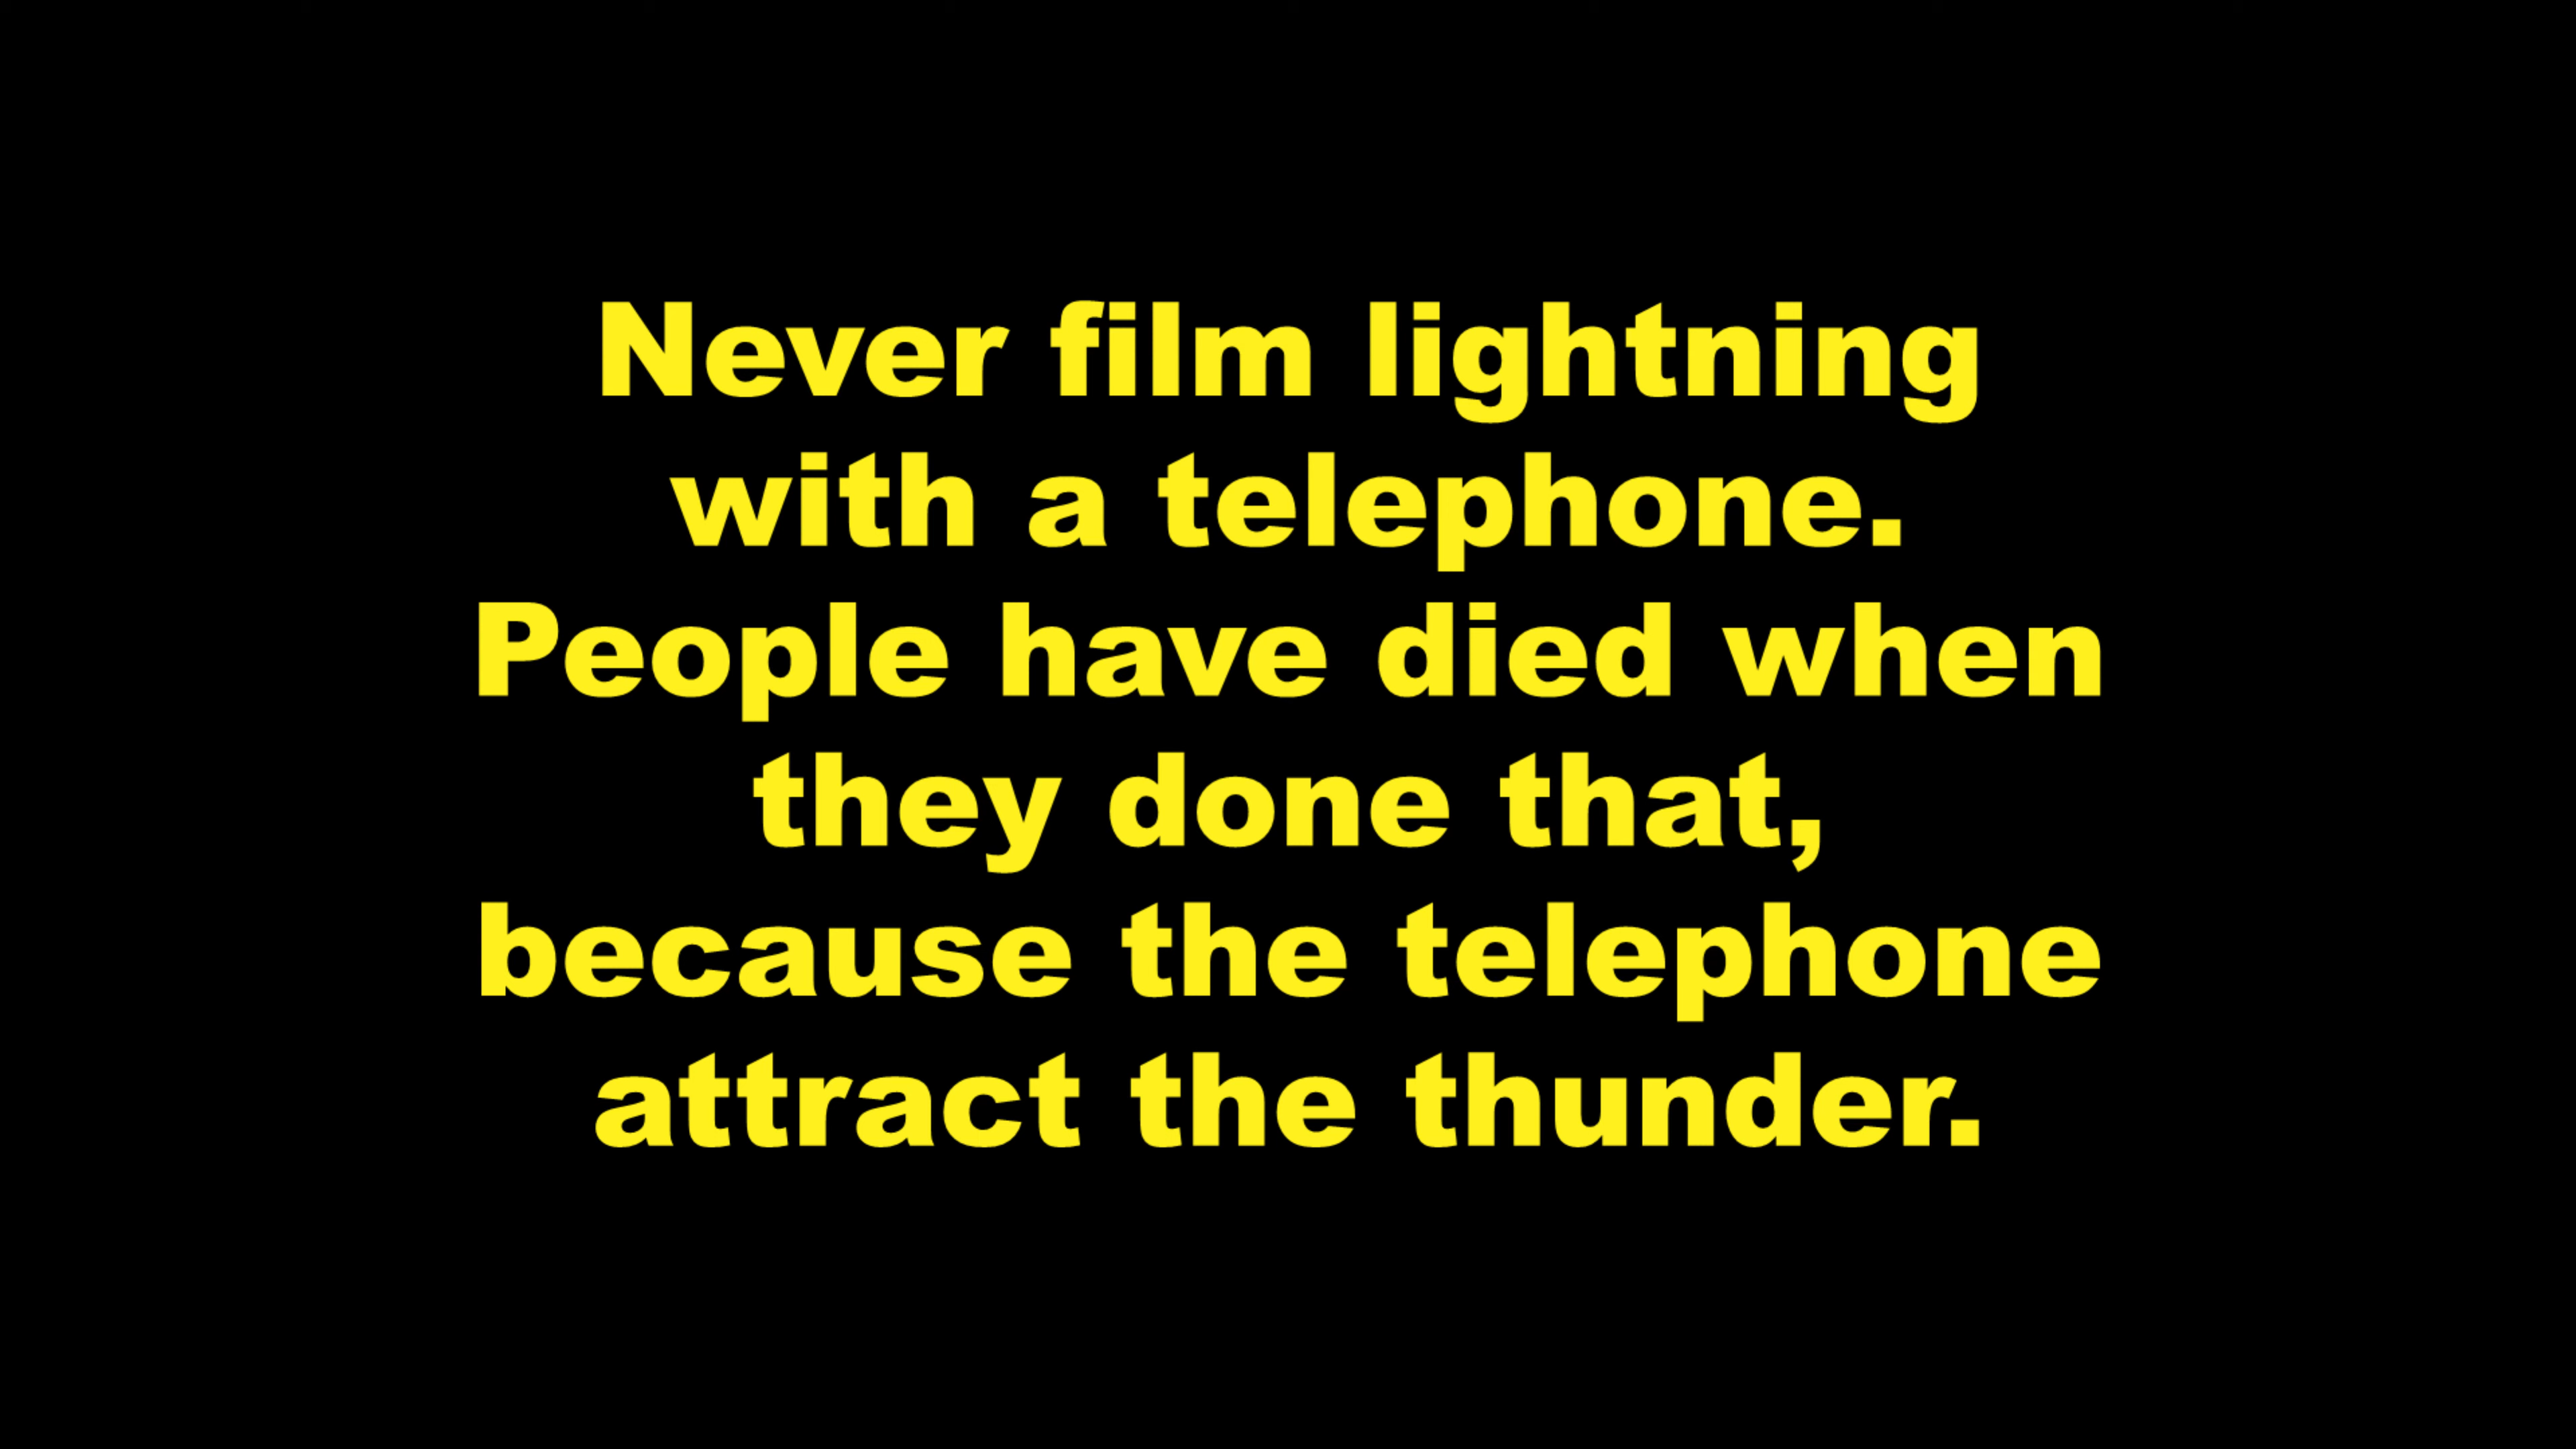 Never film lightning
with a telephone.
People have died when
they done that,
because the telephone
attract the thunder.